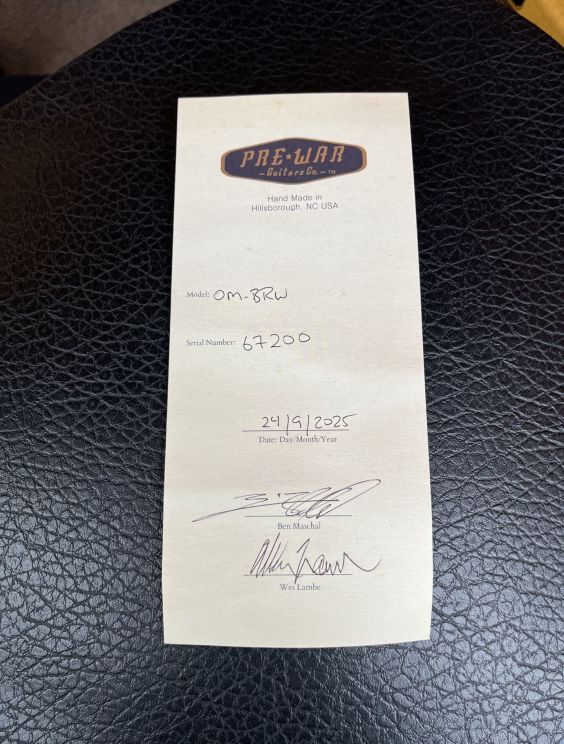 PRE★WAR
– Guitars Co. – TM
Hand Made in
Hillsborough, NC USA
Model: OM-BRW
Serial Number: 67200
24/9/2025
Date: Day/Month/Year
Ben Maschal
Wes Lambe